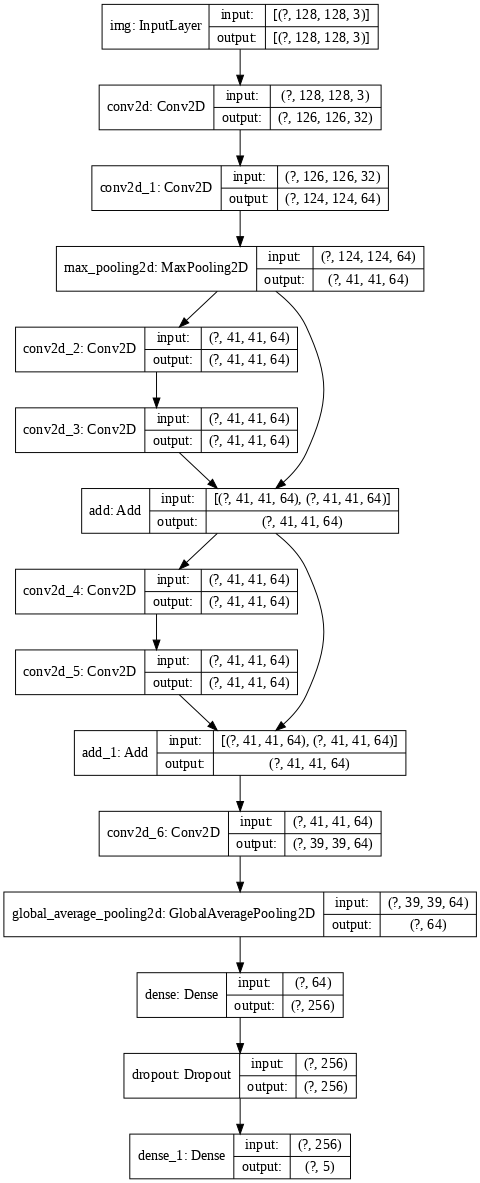 img: InputLayer
input: [(?, 128, 128, 3)]
output: [(?, 128, 128, 3)]
conv2d: Conv2D
input: (?, 128, 128, 3)
output: (?, 126, 126, 32)
conv2d_1: Conv2D
input: (?, 126, 126, 32)
output: (?, 124, 124, 64)
max_pooling2d: MaxPooling2D
input: (?, 124, 124, 64)
output: (?, 41, 41, 64)
conv2d_2: Conv2D
input: (?, 41, 41, 64)
output: (?, 41, 41, 64)
conv2d_3: Conv2D
input: (?, 41, 41, 64)
output: (?, 41, 41, 64)
add: Add
input: [(?, 41, 41, 64), (?, 41, 41, 64)]
output: (?, 41, 41, 64)
conv2d_4: Conv2D
input: (?, 41, 41, 64)
output: (?, 41, 41, 64)
conv2d_5: Conv2D
input: (?, 41, 41, 64)
output: (?, 41, 41, 64)
add_1: Add
input: [(?, 41, 41, 64), (?, 41, 41, 64)]
output: (?, 41, 41, 64)
conv2d_6: Conv2D
input: (?, 41, 41, 64)
output: (?, 39, 39, 64)
global_average_pooling2d: GlobalAveragePooling2D
input: (?, 39, 39, 64)
output: (?, 64)
dense: Dense
input: (?, 64)
output: (?, 256)
dropout: Dropout
input: (?, 256)
output: (?, 256)
dense_1: Dense
input: (?, 256)
output: (?, 5)